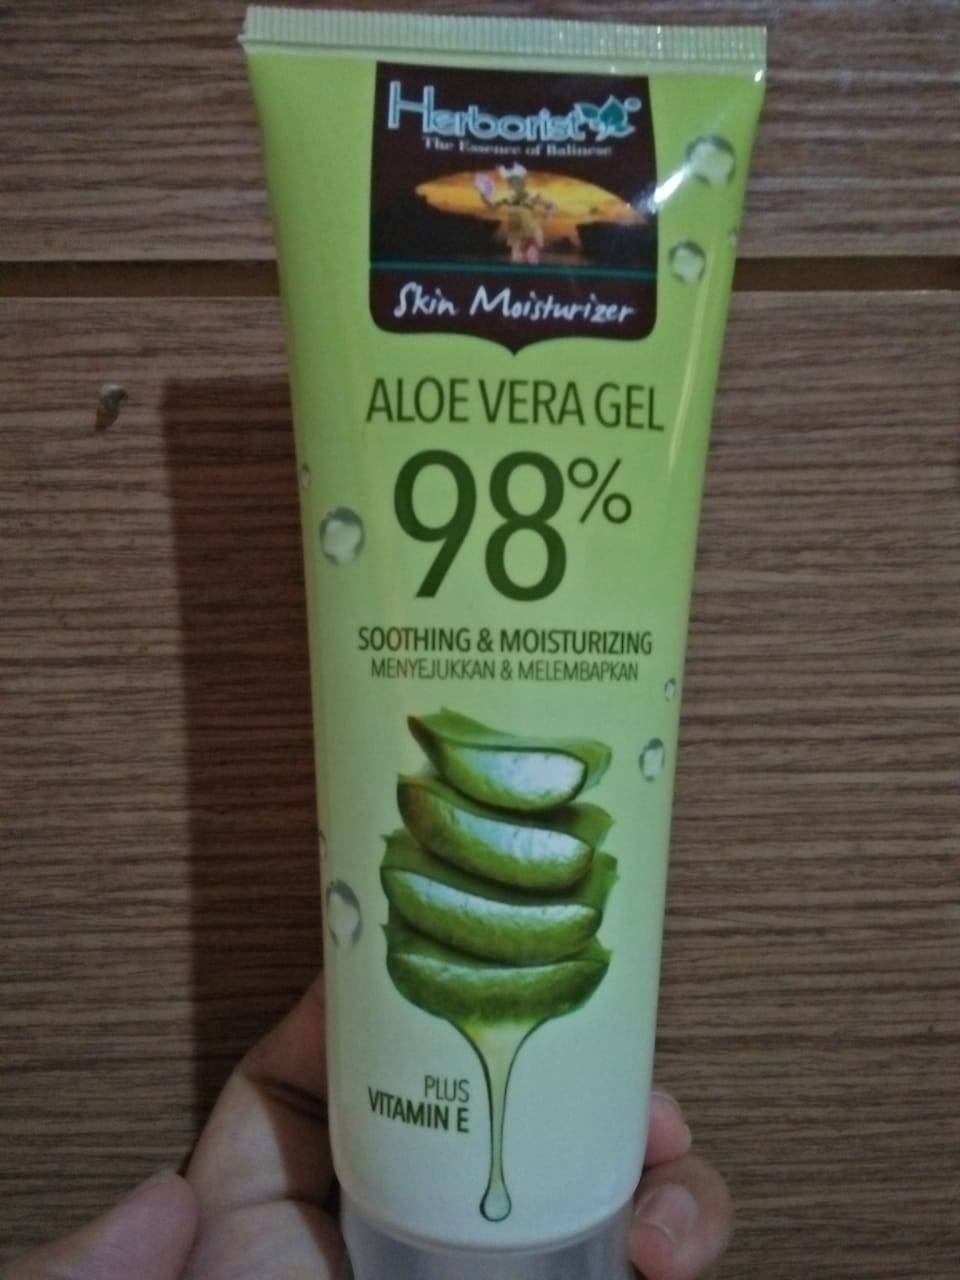 Herborist®
The Essence of Balinese
Skin Moisturizer
ALOE VERA GEL
98%
SOOTHING & MOISTURIZING
MENYEJUKKAN & MELEMBAPKAN
PLUS
VITAMIN E